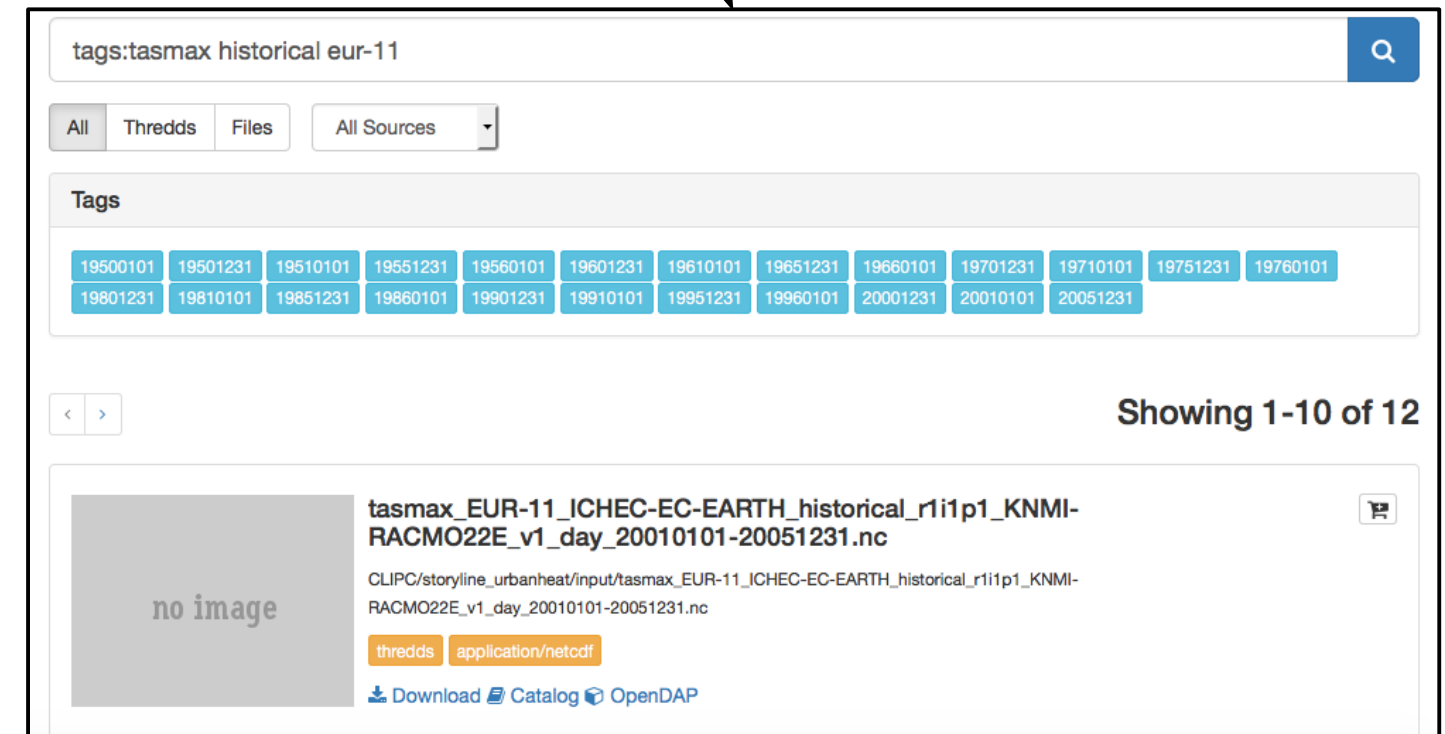 tags:tasmax historical eur-11
All Thredds Files All Sources
Tags
19500101 19501231 19510101 19551231 19560101 19601231 19610101 19651231 19660101 19701231 19710101 19751231 19760101
19801231 19810101 19851231 19860101 19901231 19910101 19951231 19960101 20001231 20010101 20051231
< >
Showing 1-10 of 12
no image
tasmax_EUR-11_ICHEC-EC-EARTH_historical_r1i1p1_KNMI-
RACMO22E_v1_day_20010101-20051231.nc
CLIPC/storyline_urbanheat/input/tasmax_EUR-11_ICHEC-EC-EARTH_historical_r1i1p1_KNMI-
RACMO22E_v1_day_20010101-20051231.nc
thredds application/netcdf
Download Catalog OpenDAP